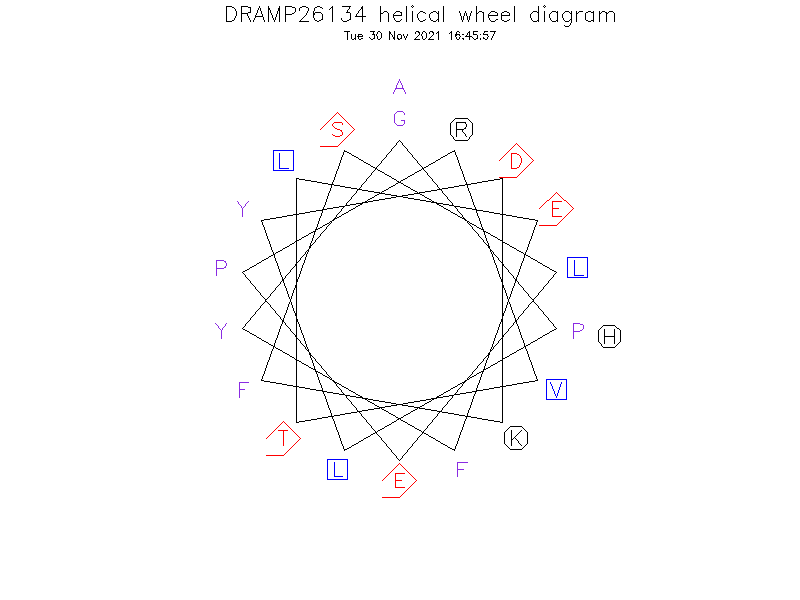 DRAMP26134 helical wheel diagram
Tue 30 Nov 2021 16:45:57
A
S G R
L D
Y E
P L
Y P H
F V
T K
L E F